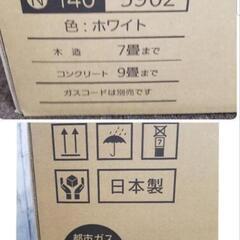 N 140 5902
色：ホワイト
木 造 7畳まで
コンクリート 9畳まで
ガスコードは別売です
7
日本製
都市ガス